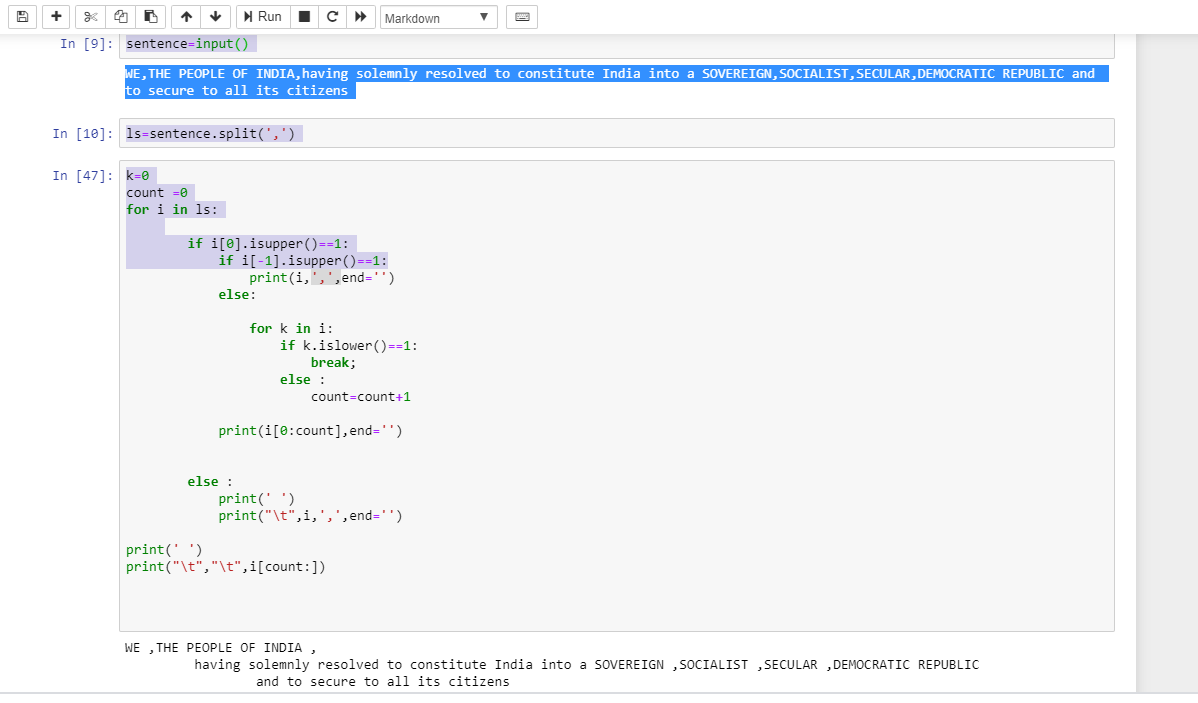 Run Markdown
In [9]: sentence=input()
WE,THE PEOPLE OF INDIA,having solemnly resolved to constitute India into a SOVEREIGN,SOCIALIST,SECULAR,DEMOCRATIC REPUBLIC and
to secure to all its citizens
In [10]: ls=sentence.split(',')
In [47]: k=0
count =0
for i in ls:
if i[0].isupper()==1:
if i[-1].isupper()==1:
print(i,',',end='')
else:
for k in i:
if k.islower()==1:
break;
else :
count=count+1
print(i[0:count],end='')
else :
print(' ')
print("\t",i,',',end='')
print(' ')
print("\t","\t",i[count:])
WE ,THE PEOPLE OF INDIA ,
having solemnly resolved to constitute India into a SOVEREIGN ,SOCIALIST ,SECULAR ,DEMOCRATIC REPUBLIC
and to secure to all its citizens